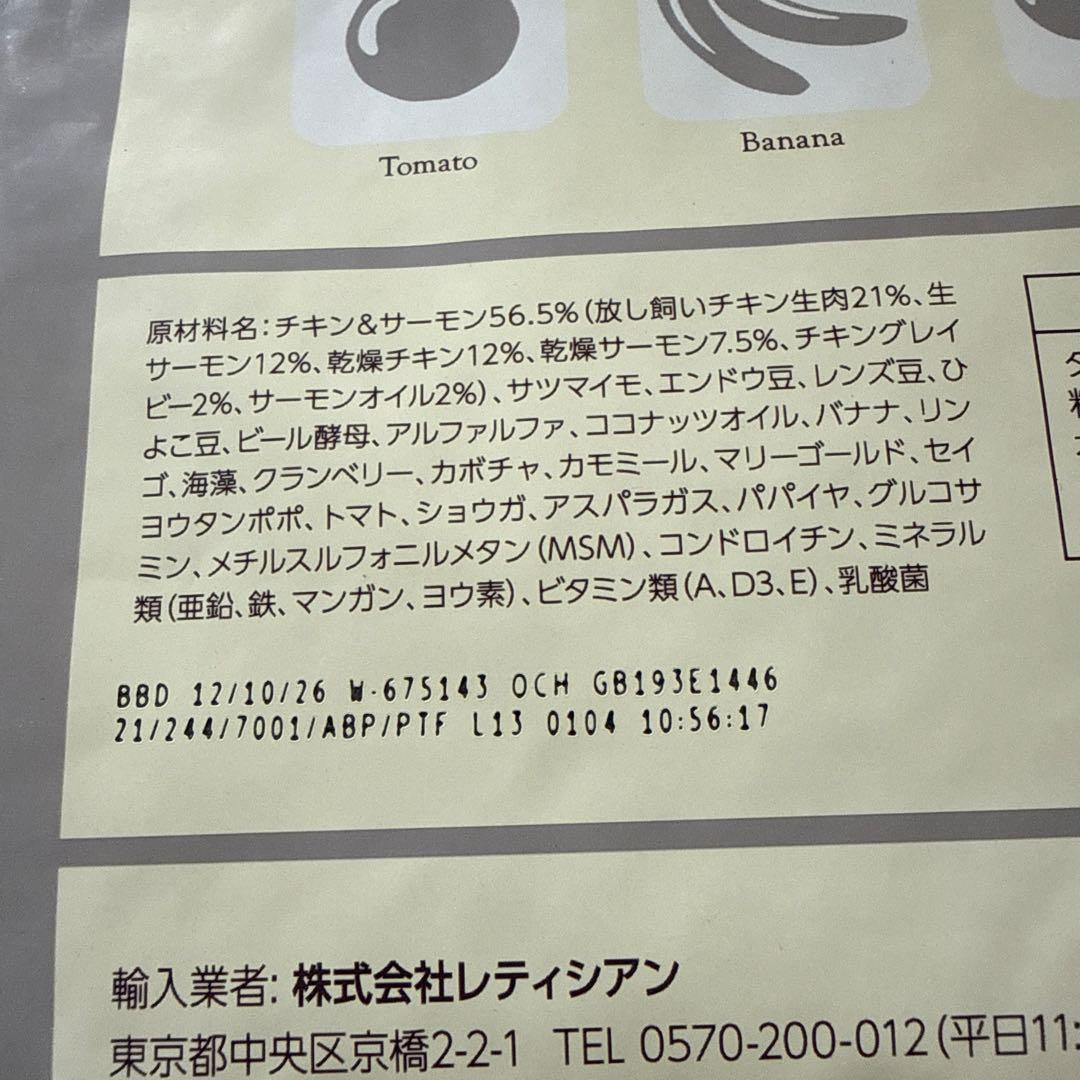 Tomato
Banana
原材料名：チキン&サーモン56.5%（放し飼いチキン生肉21%、生
サーモン12%、乾燥チキン12%、乾燥サーモン7.5%、チキングレイ
ビー2%、サーモンオイル2%）、サツマイモ、エンドウ豆、レンズ豆、ひ
よこ豆、ビール酵母、アルファルファ、ココナッツオイル、バナナ、リン
ゴ、海藻、クランベリー、カボチャ、カモミール、マリーゴールド、セイ
ヨウタンポポ、トマト、ショウガ、アスパラガス、パパイヤ、グルコサ
ミン、メチルスルフォニルメタン（MSM）、コンドロイチン、ミネラル
類（亜鉛、鉄、マンガン、ヨウ素）、ビタミン類（A、D3、E）、乳酸菌
BBD 12/10/26 W-675143 OCH GB193E1446
21/244/7001/ABP/PTF L13 0104 10:56:17
輸入業者: 株式会社レティシアン
東京都中央区京橋2-2-1 TEL 0570-200-012（平日11: